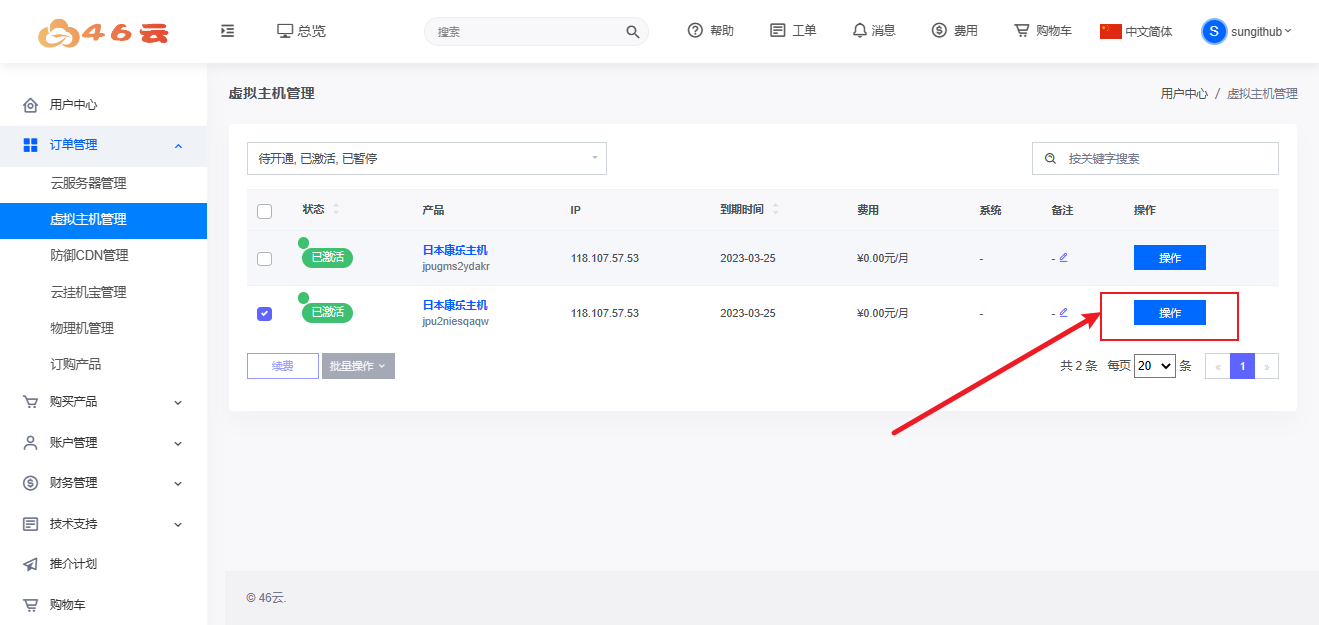 46云
总览
搜索
帮助
工单
消息
费用
购物车
中文简体
S
sungithub
用户中心
订单管理
云服务器管理
虚拟主机管理
防御CDN管理
云挂机宝管理
物理机管理
订购产品
购买产品
账户管理
财务管理
技术支持
推介计划
购物车
虚拟主机管理
用户中心 / 虚拟主机管理
待开通, 已激活, 已暂停
按关键字搜索
状态 产品 IP 到期时间 费用 系统 备注 操作
已激活 日本康乐主机 118.107.57.53 2023-03-25 ¥0.00元/月 - - 操作
jpugms2ydakr
已激活 日本康乐主机 118.107.57.53 2023-03-25 ¥0.00元/月 - - 操作
jpu2niesqaqw
续费 批量操作
共 2 条 每页 20 条 « 1 »
© 46云.